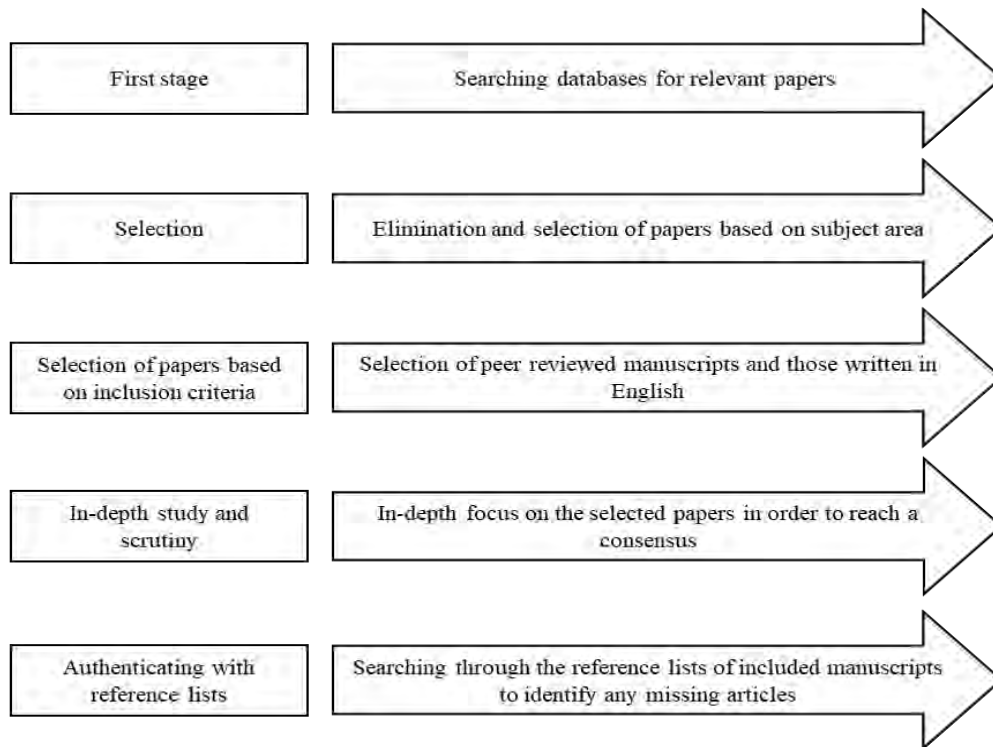 First stage
Searching databases for relevant papers
Selection
Elimination and selection of papers based on subject area
Selection of papers based
on inclusion criteria
Selection of peer reviewed manuscripts and those written in
English
In-depth study and
scrutiny
In-depth focus on the selected papers in order to reach a
consensus
Authenticating with
reference lists
Searching through the reference lists of included manuscripts
to identify any missing articles